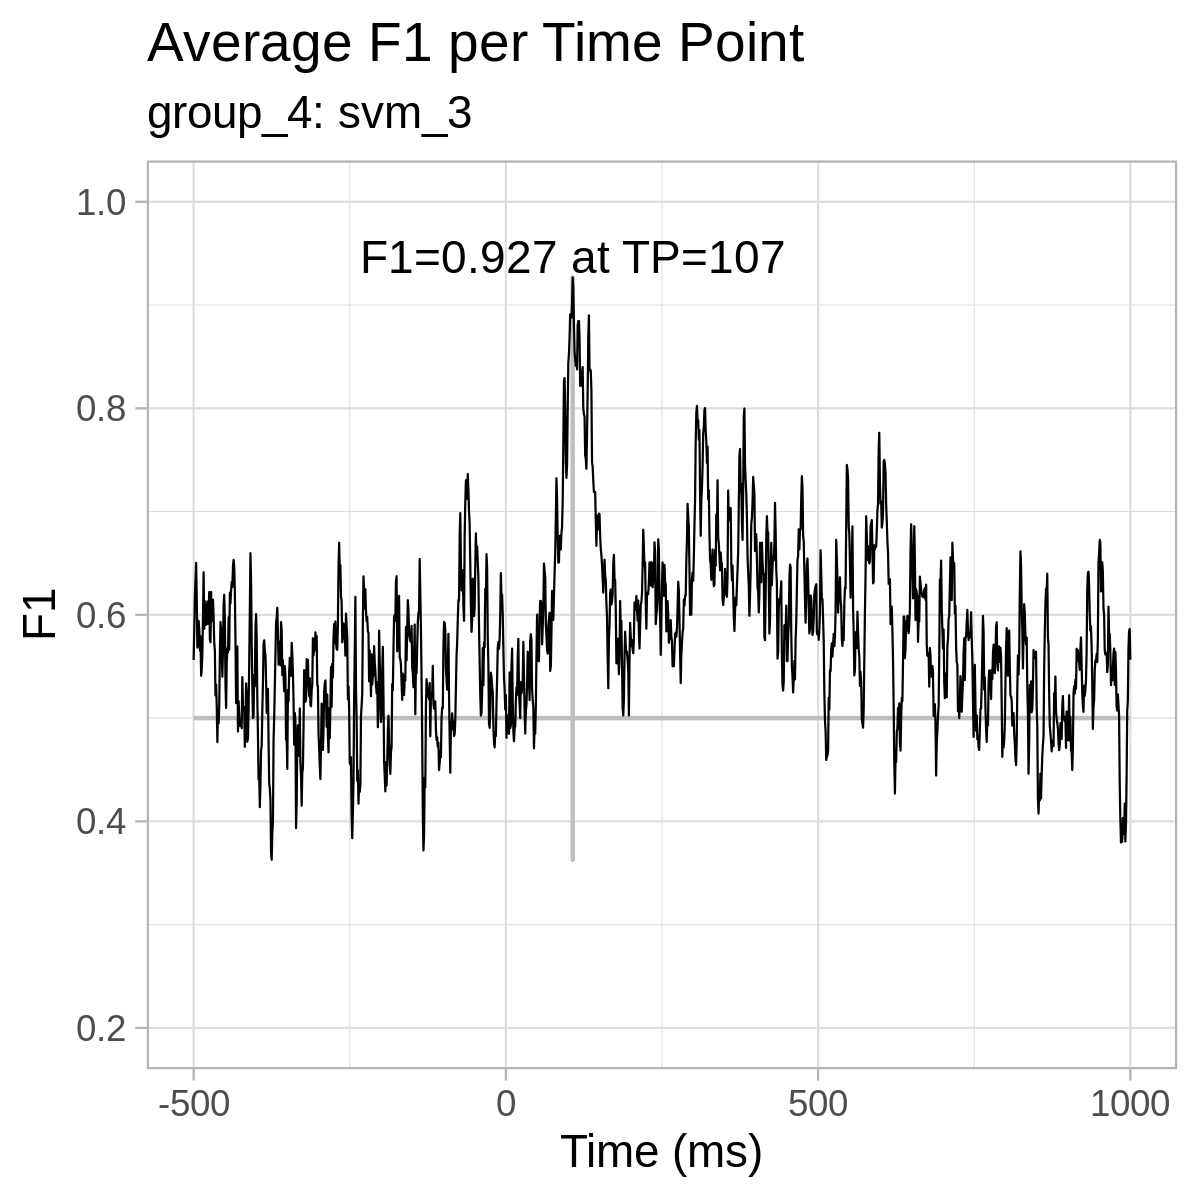 Average F1 per Time Point
group_4: svm_3
F1=0.927 at TP=107
F1
1.0
0.8
0.6
0.4
0.2
-500 0 500 1000
Time (ms)